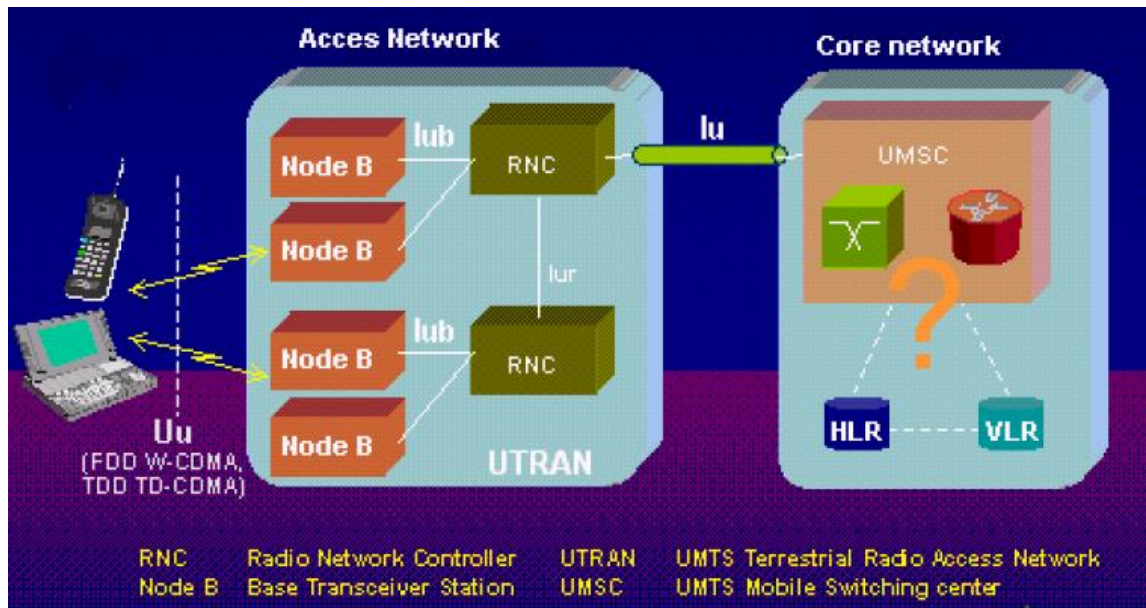 Acces Network
Core network
Node B
Iub
RNC
Iu
UMSC
Node B
Iur
Node B
Iub
RNC
Node B
UTRAN
HLR
VLR
Uu
(FDD W-CDMA,
TDD TD-CDMA)
?
RNC Radio Network Controller UTRAN UMTS Terrestrial Radio Access Network
Node B Base Transceiver Station UMSC UMTS Mobile Switching center